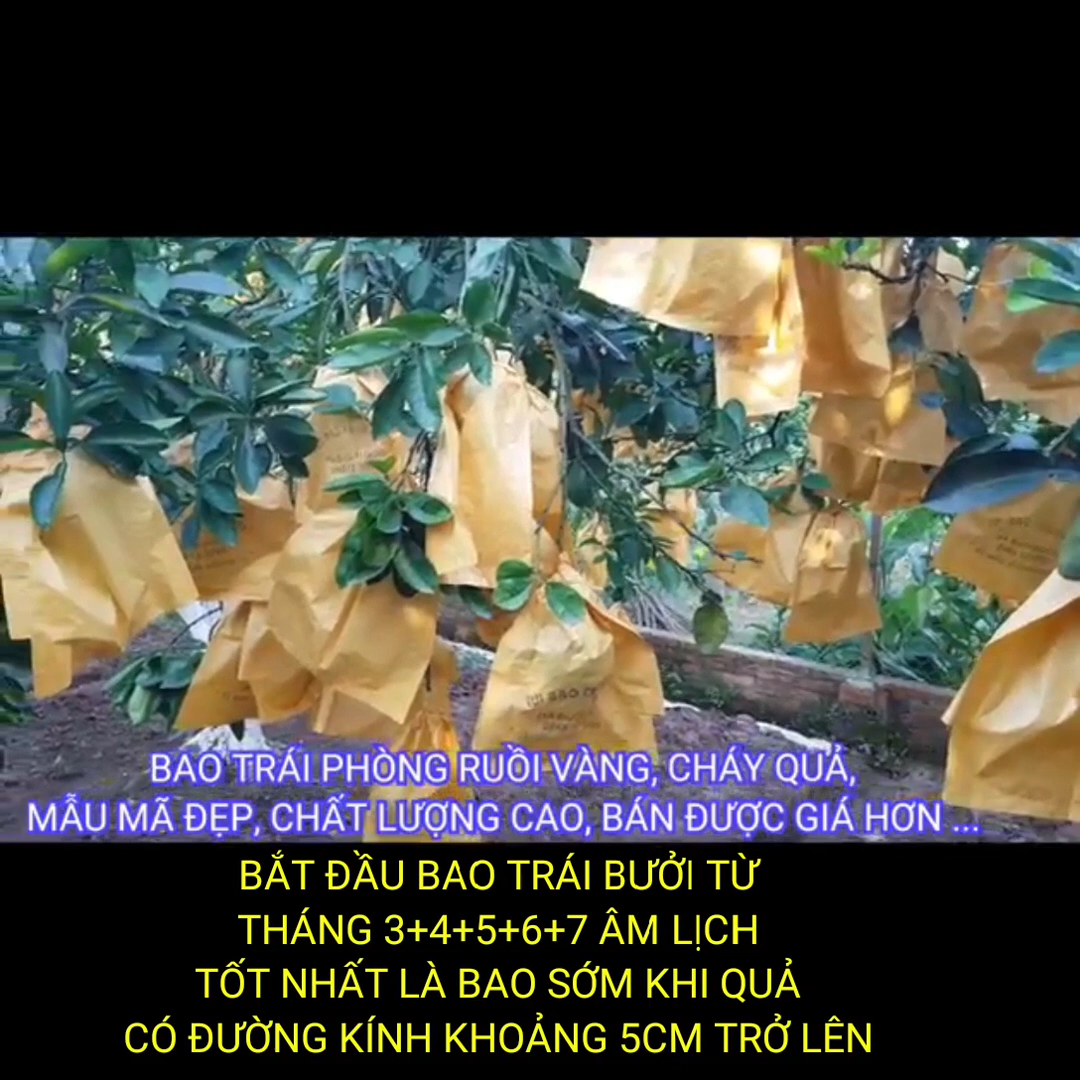 BAO TRÁI PHÒNG RUỒI VÀNG, CHÁY QUẢ,
MẪU MÃ ĐẸP, CHẤT LƯỢNG CAO, BÁN ĐƯỢC GIÁ HƠN ...
BẮT ĐẦU BAO TRÁI BƯỞI TỪ
THÁNG 3+4+5+6+7 ÂM LỊCH
TỐT NHẤT LÀ BAO SỚM KHI QUẢ
CÓ ĐƯỜNG KÍNH KHOẢNG 5CM TRỞ LÊN